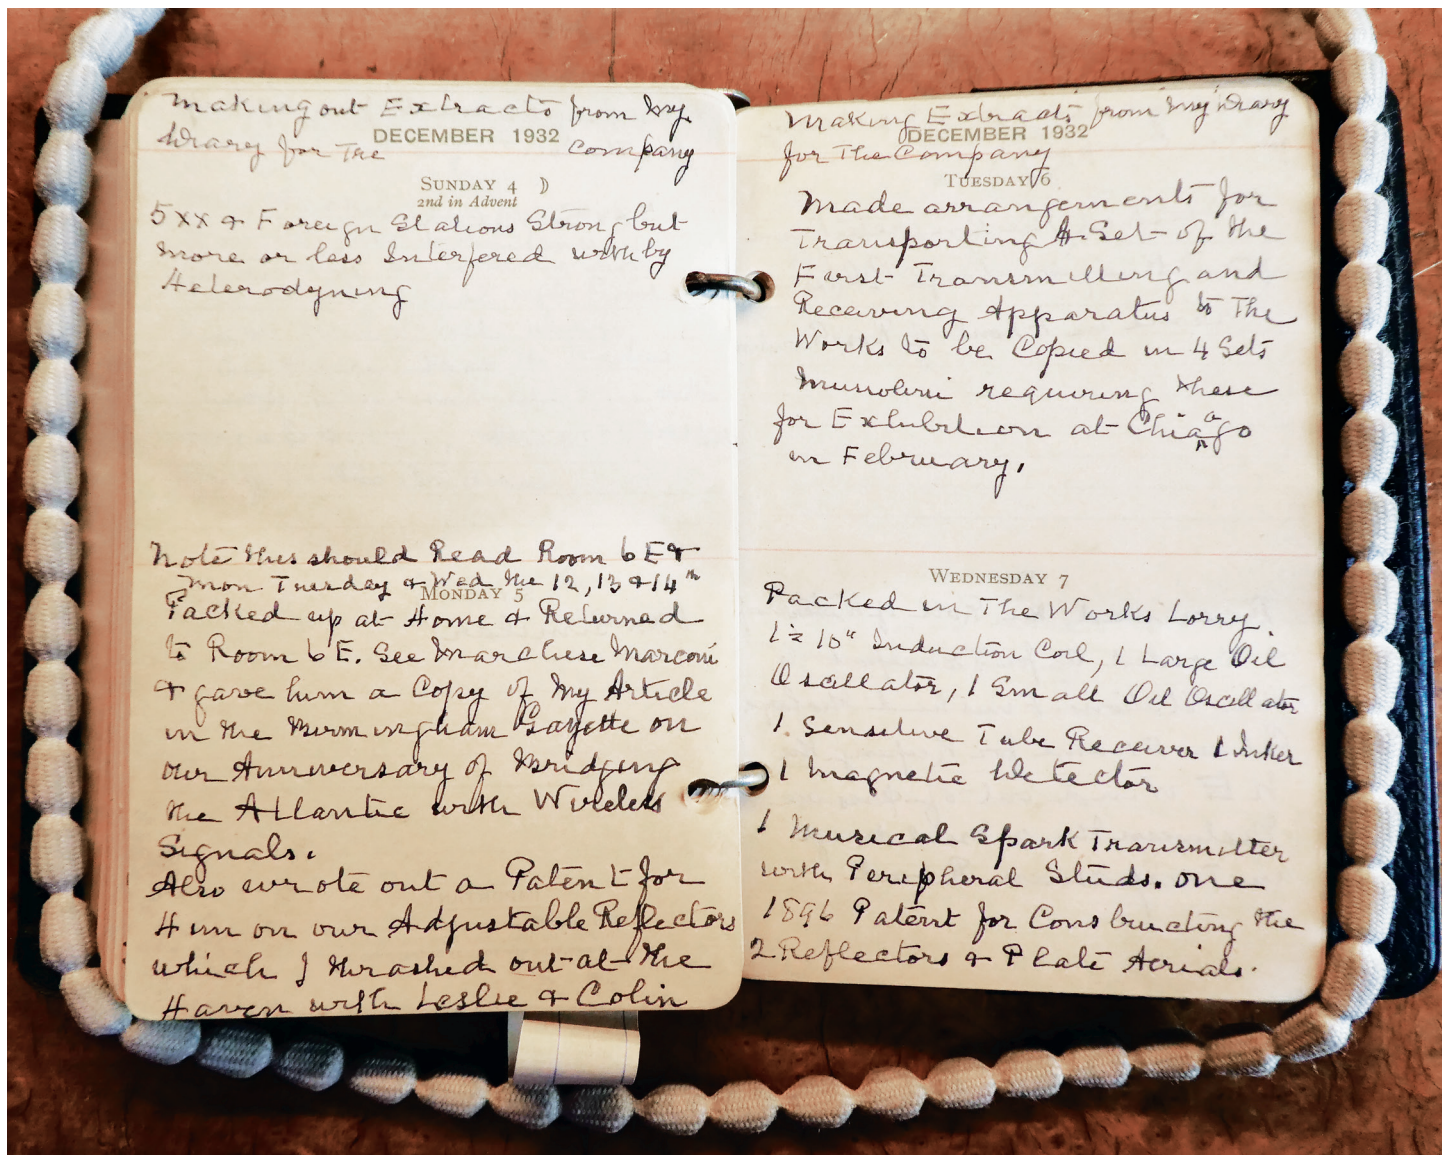 Making out Extracts from My
Diary for The Company
DECEMBER 1932
SUNDAY 4
2nd in Advent
5XX & Foreign Stations Strong but
more or less Interfered with by
Heterodyning
Note this should Read Room 6 E &
Mon Tuesday & Wed the 12, 13 & 14th
MONDAY 5
Packed up at Home & Returned
to Room 6 E. See Marchese Marconi
& gave him a Copy of My Article
in the Birmingham Gazette on
our Anniversary of Bridging
the Atlantic with Wireless
Signals.
Also wrote out a Patent for
Him on our Adjustable Reflectors
which I thrashed out at the
Haven with Leslie & Colin
Making Extracts from My Diary
DECEMBER 1932
for The Company
TUESDAY 6
Made arrangements for
Transporting A Set of the
First Transmitting and
Receiving Apparatus to The
Works to be Copied in 4 Sets
Mussolini requiring these
for Exhibition at Chicago
in February.
WEDNESDAY 7
Packed in The Works Lorry.
1 = 10" Induction Coil, 1 Large Oil
Oscillator, 1 Small Oil Oscillator
1 Sensitive Tube Receiver 1 Inker
1 Magnetic Detector
1 Musical Spark Transmitter
with Peripheral Studs. one
1896 Patent for Constructing the
2 Reflectors & Plate Aerials.